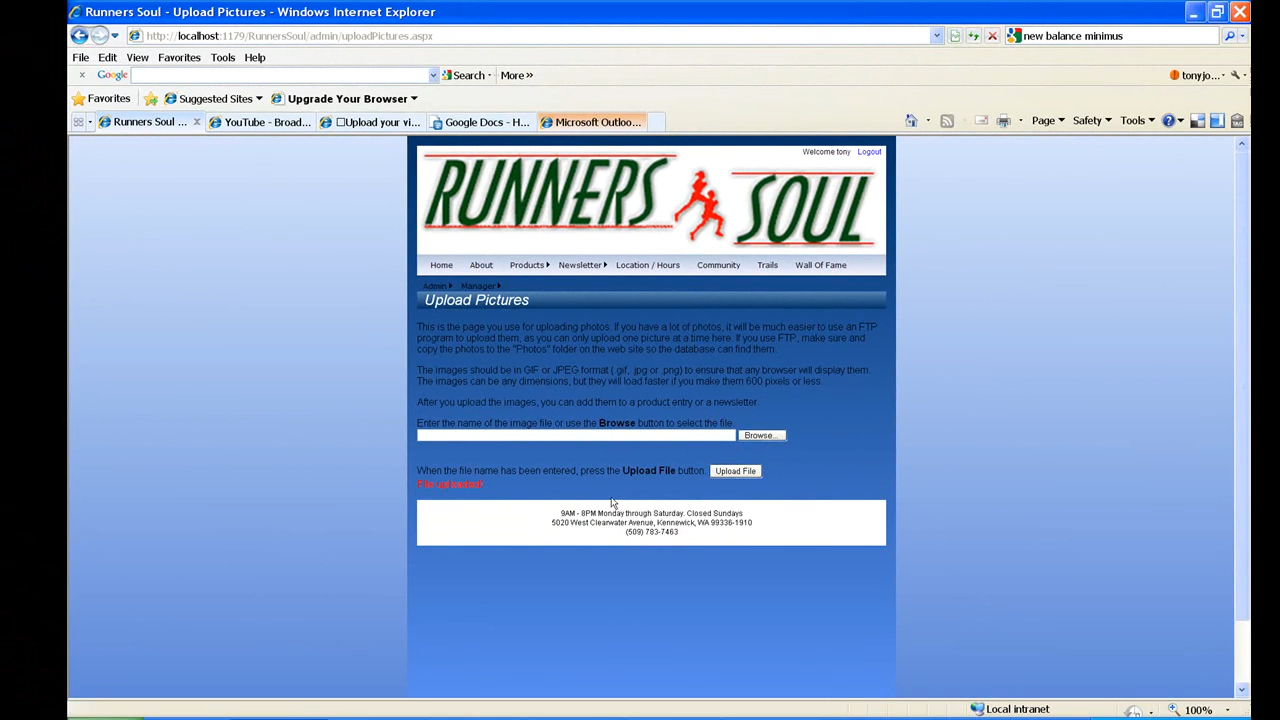 Runners Soul - Upload Pictures - Windows Internet Explorer
http://localhost:1179/RunnersSoul/admin/uploadPictures.aspx
new balance minimus
File Edit View Favorites Tools Help
x Google Search More »
tonyjo...
Favorites Suggested Sites Upgrade Your Browser
Runners Soul ... x YouTube - Broad... Upload your vi... Google Docs - H... Microsoft Outloo...
Page Safety Tools
Welcome tony Logout
RUNNERS SOUL
Home About Products Newsletter Location / Hours Community Trails Wall Of Fame
Admin Manager
Upload Pictures
This is the page you use for uploading photos. If you have a lot of photos, it will be much easier to use an FTP
program to upload them, as you can only upload one picture at a time here. If you use FTP, make sure and
copy the photos to the "Photos" folder on the web site so the database can find them.
The images should be in GIF or JPEG format (.gif, .jpg or .png) to ensure that any browser will display them.
The images can be any dimensions, but they will load faster if you make them 600 pixels or less.
After you upload the images, you can add them to a product entry or a newsletter.
Enter the name of the image file or use the Browse button to select the file.
Browse...
When the file name has been entered, press the Upload File button. Upload File
File uploaded!
9AM - 8PM Monday through Saturday. Closed Sundays
5020 West Clearwater Avenue, Kennewick, WA 99336-1910
(509) 783-7463
Local intranet
100%